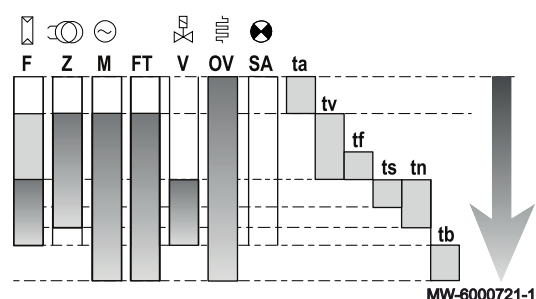 F Z M FT V OV SA ta
tv
tf
ts tn
tb
MW-6000721-1